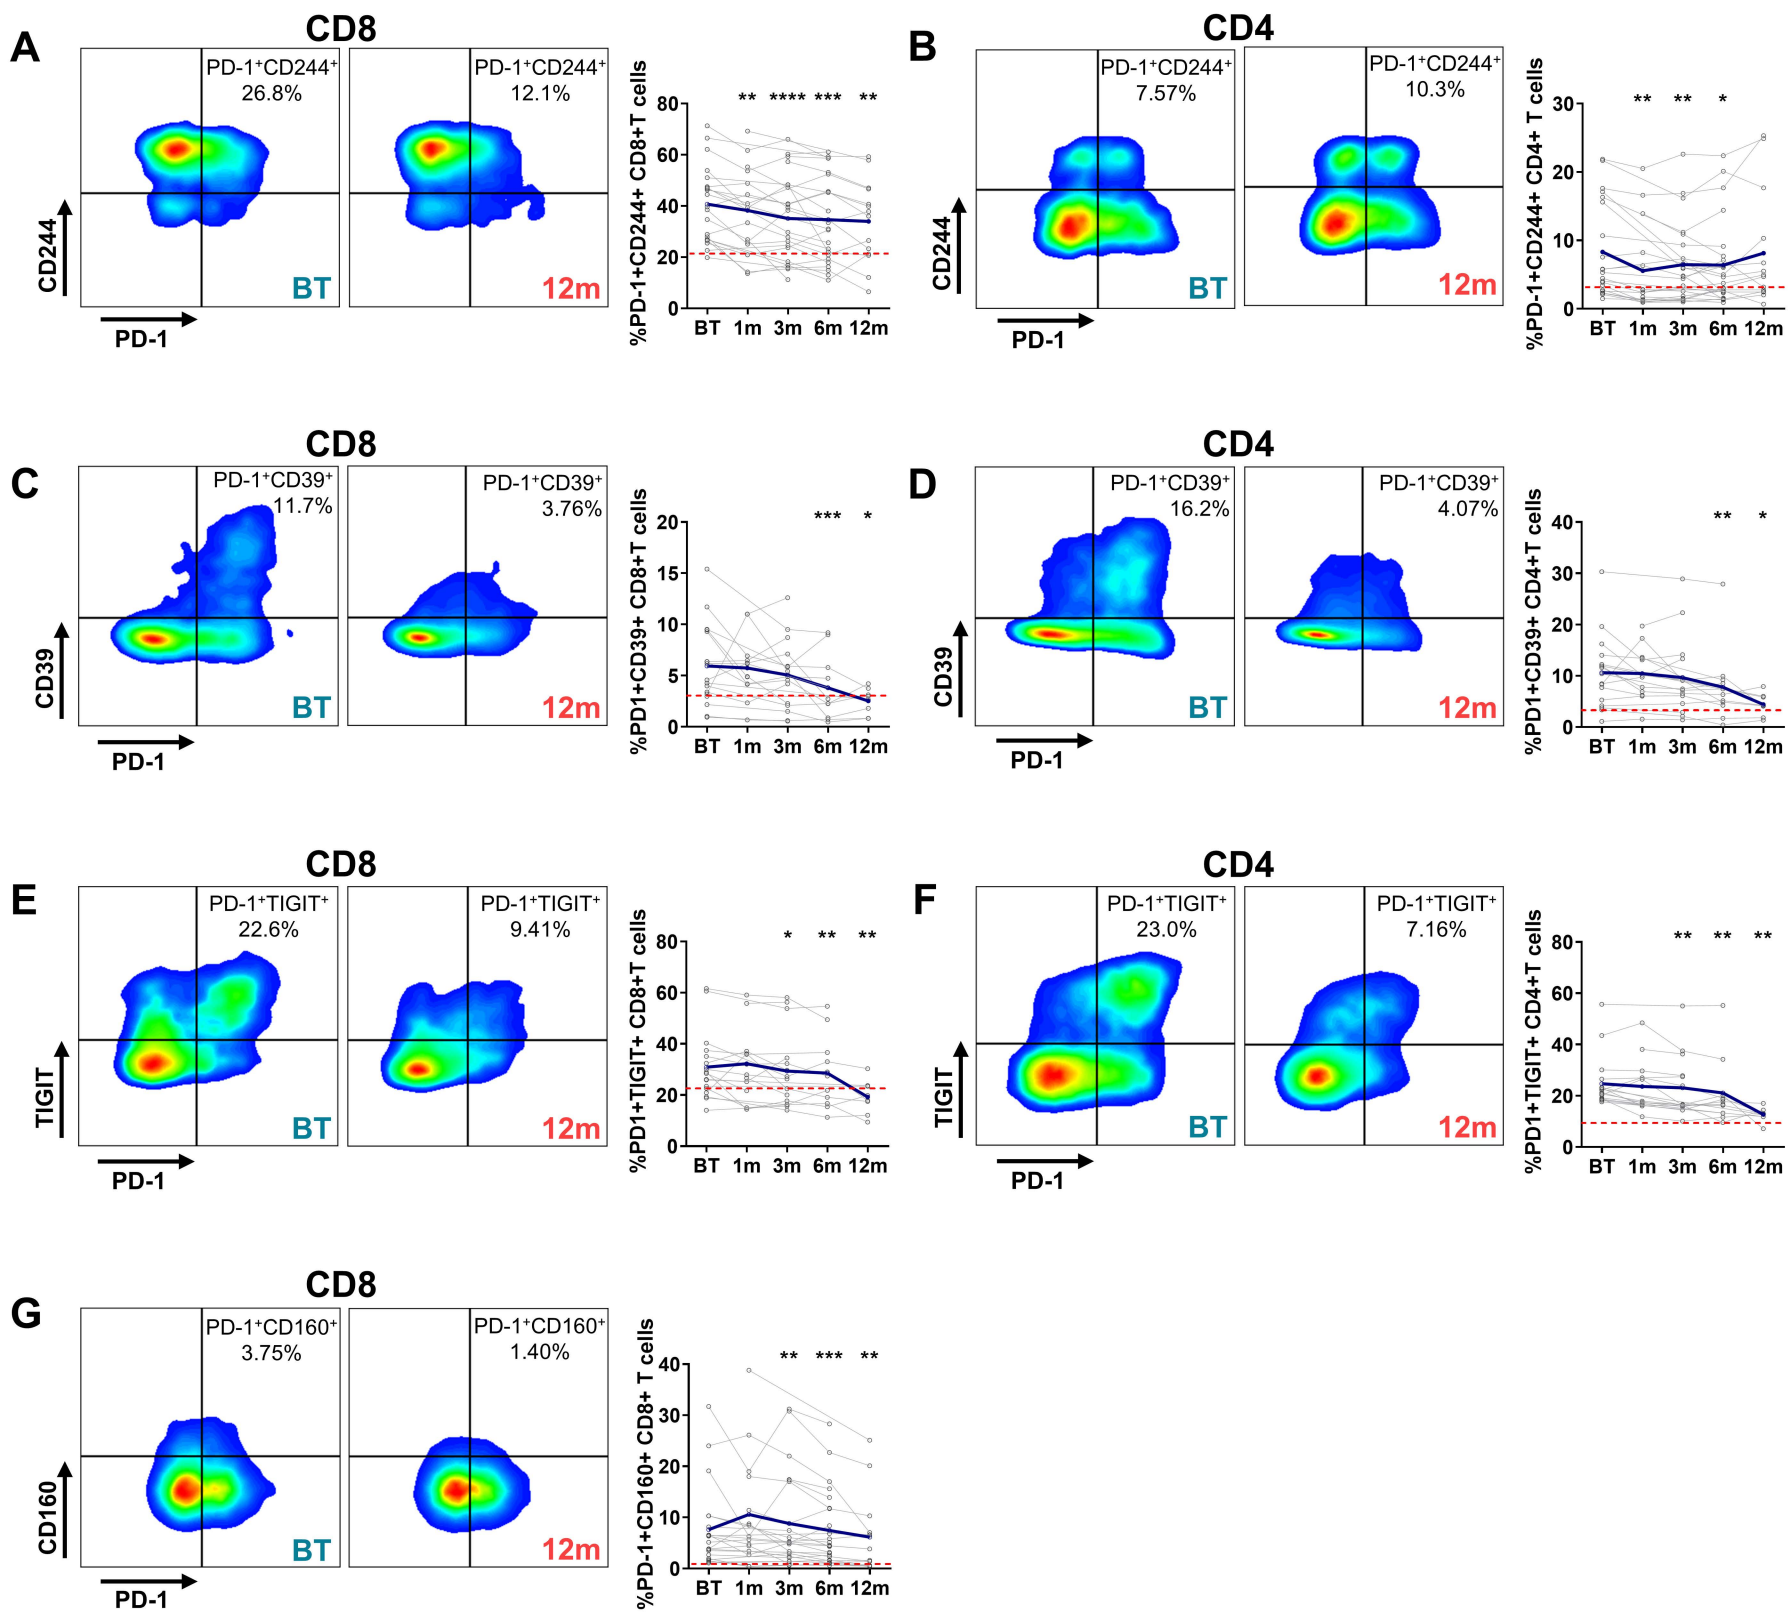 CD8
CD4
A
PD-1⁺CD244⁺
26.8%
BT
PD-1⁺CD244⁺
12.1%
12m
CD244
PD-1
%PD-1+CD244+ CD8+T cells
** **** *** **
80
60
40
20
0
BT 1m 3m 6m 12m
B
PD-1⁺CD244⁺
7.57%
BT
PD-1⁺CD244⁺
10.3%
12m
CD244
PD-1
%PD-1+CD244+ CD4+ T cells
** ** *
30
20
10
0
BT 1m 3m 6m 12m
CD8
CD4
C
PD-1⁺CD39⁺
11.7%
BT
PD-1⁺CD39⁺
3.76%
12m
CD39
PD-1
%PD1+CD39+ CD8+T cells
*** *
20
15
10
5
0
BT 1m 3m 6m 12m
D
PD-1⁺CD39⁺
16.2%
BT
PD-1⁺CD39⁺
4.07%
12m
CD39
PD-1
%PD1+CD39+ CD4+T cells
** *
40
30
20
10
0
BT 1m 3m 6m 12m
CD8
CD4
E
PD-1⁺TIGIT⁺
22.6%
BT
PD-1⁺TIGIT⁺
9.41%
12m
TIGIT
PD-1
%PD1+TIGIT+ CD8+T cells
* ** **
80
60
40
20
0
BT 1m 3m 6m 12m
F
PD-1⁺TIGIT⁺
23.0%
BT
PD-1⁺TIGIT⁺
7.16%
12m
TIGIT
PD-1
%PD1+TIGIT+ CD4+T cells
** ** **
80
60
40
20
0
BT 1m 3m 6m 12m
CD8
G
PD-1⁺CD160⁺
3.75%
BT
PD-1⁺CD160⁺
1.40%
12m
CD160
PD-1
%PD-1+CD160+ CD8+ T cells
** *** **
40
30
20
10
0
BT 1m 3m 6m 12m